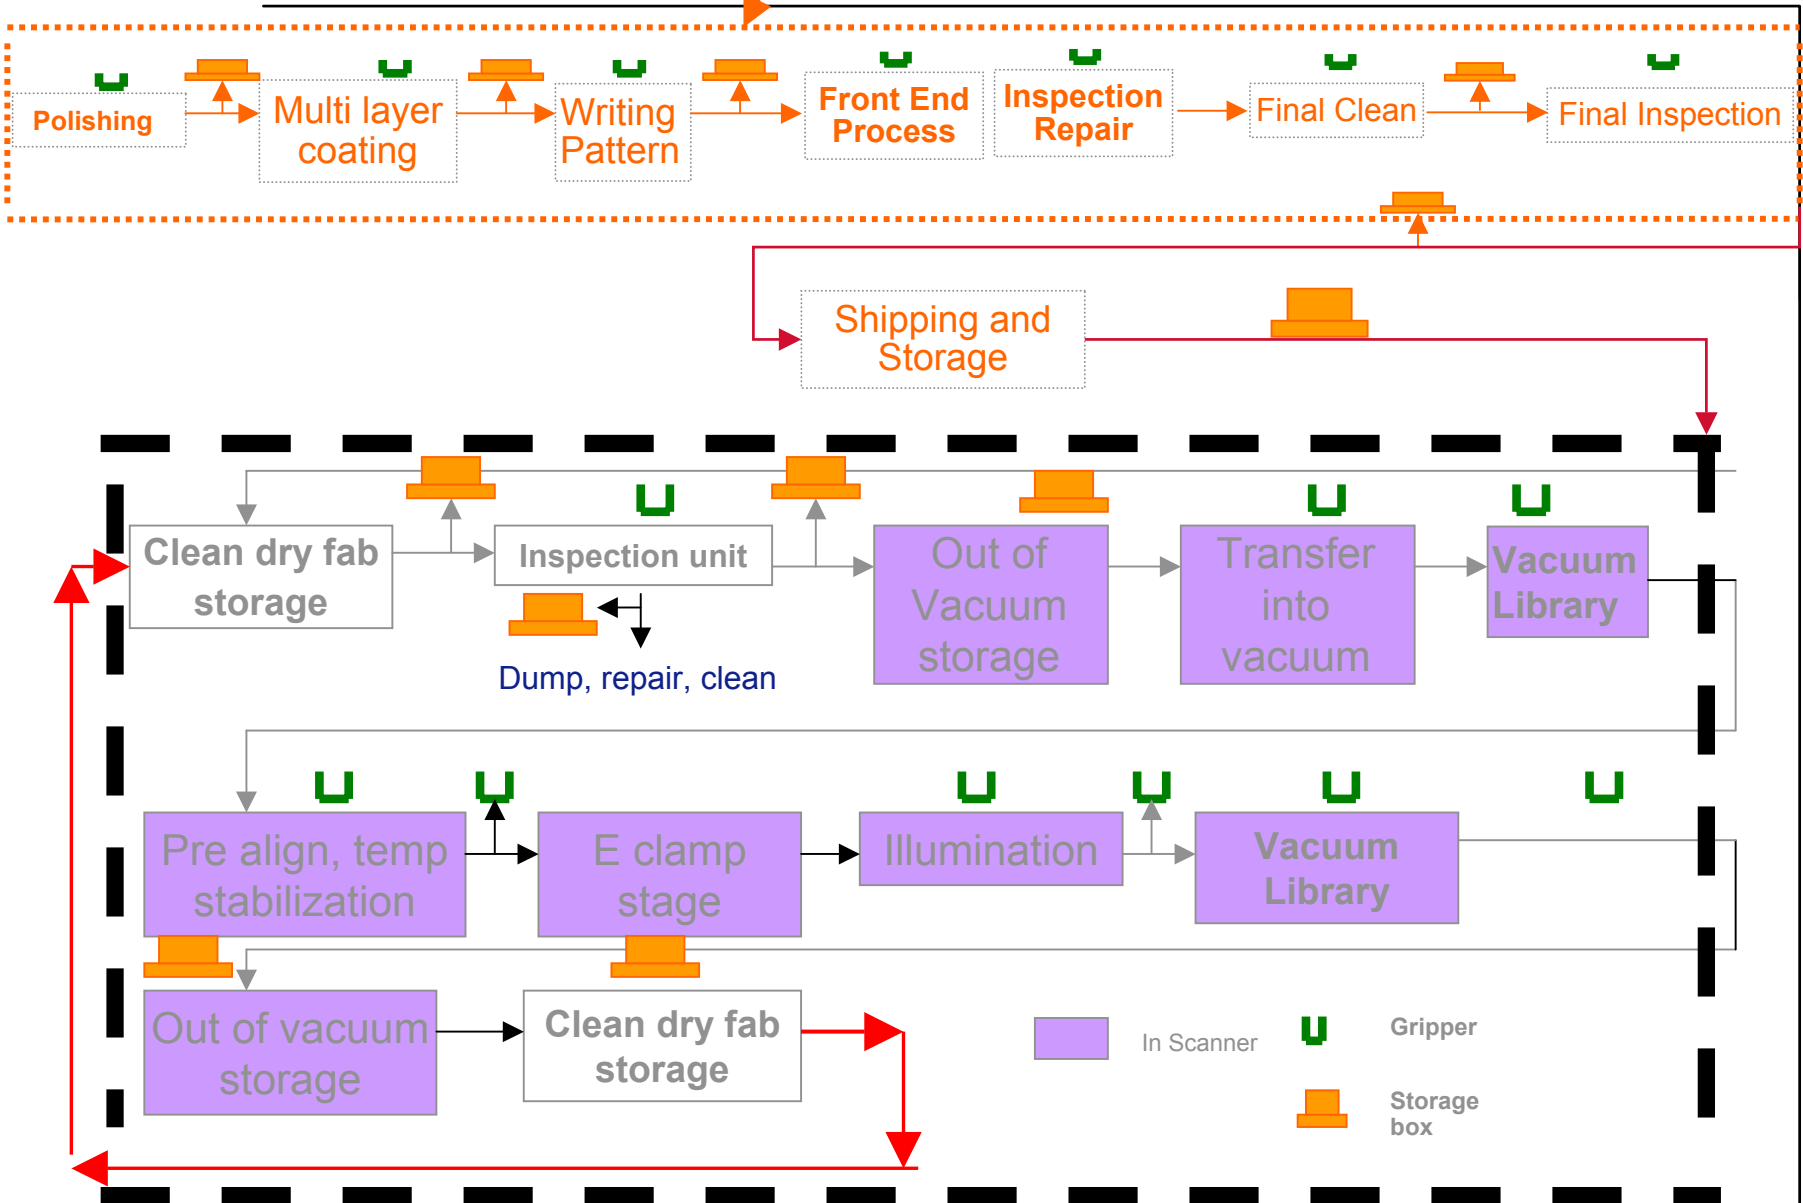 Polishing
Multi layer
coating
Writing
Pattern
Front End
Process
Inspection
Repair
Final Clean
Final Inspection
Shipping and
Storage
Clean dry fab
storage
Inspection unit
Out of
Vacuum
storage
Transfer
into
vacuum
Vacuum
Library
Dump, repair, clean
Pre align, temp
stabilization
E clamp
stage
Illumination
Vacuum
Library
Out of vacuum
storage
Clean dry fab
storage
In Scanner
Gripper
Storage
box